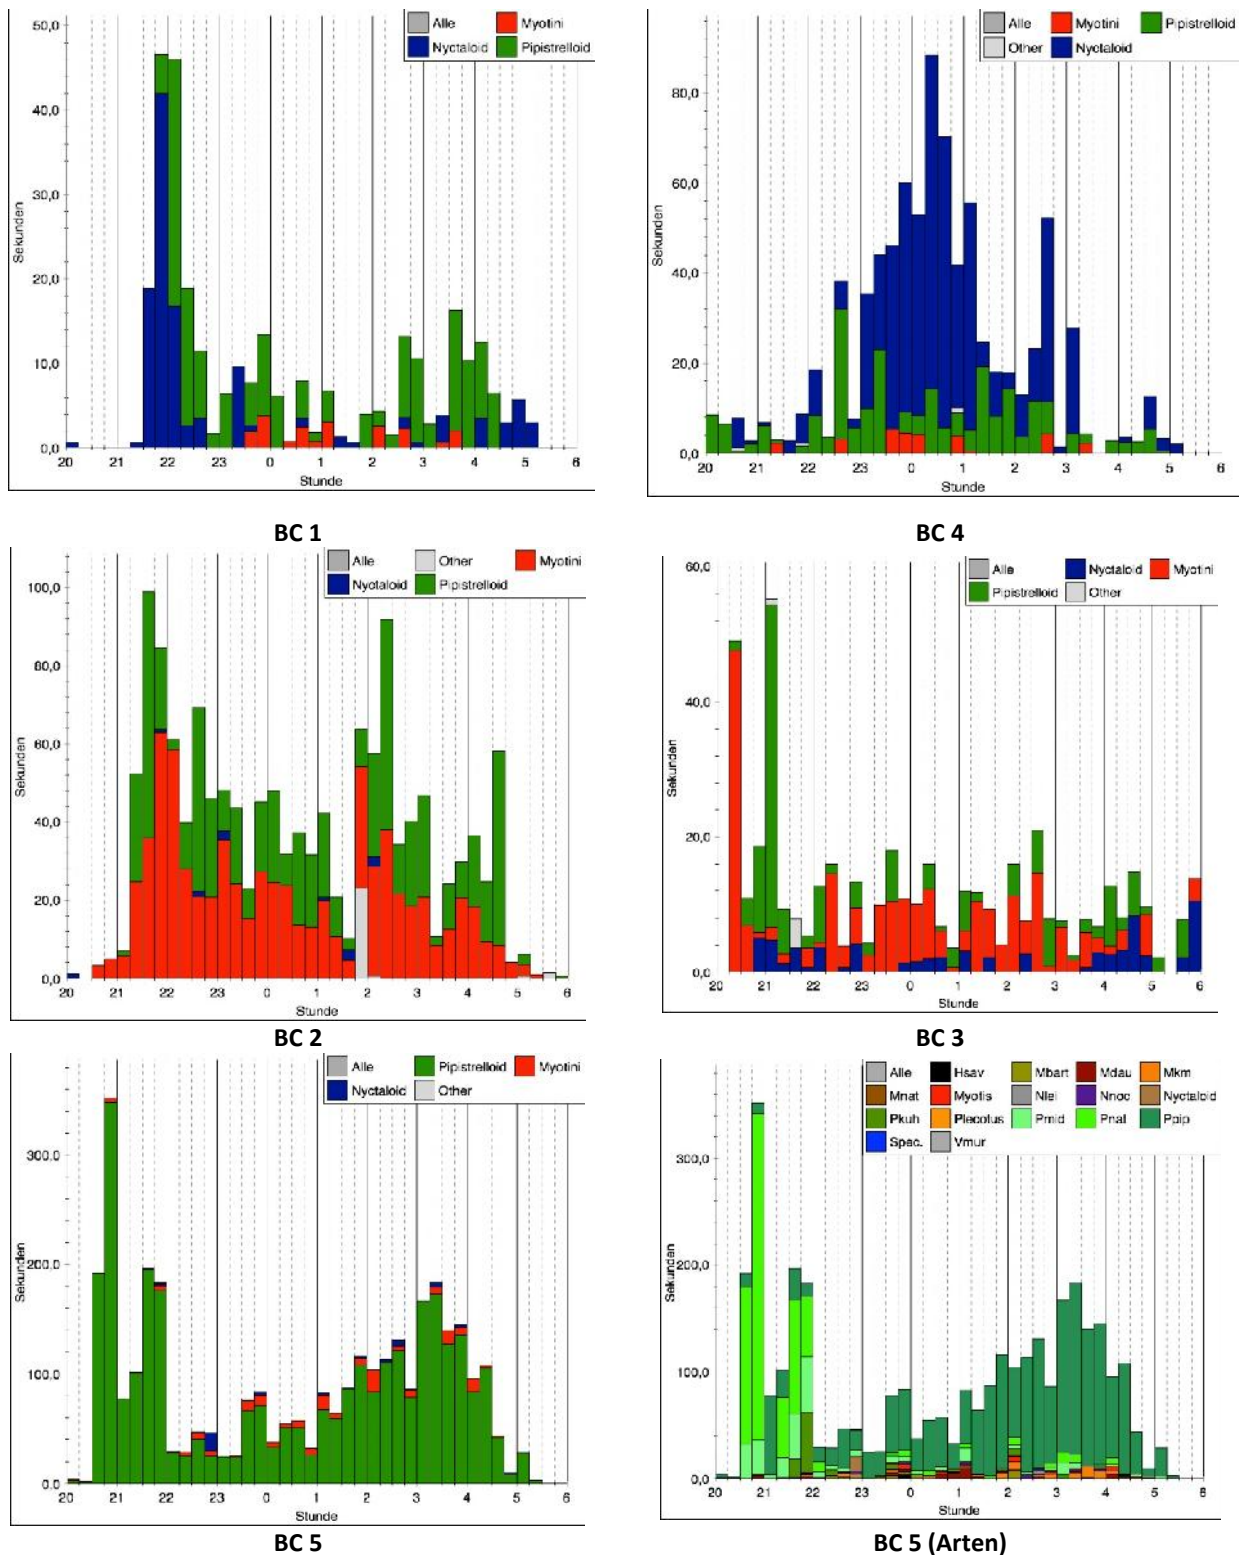 Alle Myotini
Nyctaloid Pipistrelloid
50,0
40,0
30,0
20,0
10,0
0,0
Sekunden
20 21 22 23 0 1 2 3 4 5 6
Stunde
BC 1
Alle Myotini Pipistrelloid
Other Nyctaloid
80,0
60,0
40,0
20,0
0,0
Sekunden
20 21 22 23 0 1 2 3 4 5 6
Stunde
BC 4
Alle Other Myotini
Nyctaloid Pipistrelloid
100,0
80,0
60,0
40,0
20,0
0,0
Sekunden
20 21 22 23 0 1 2 3 4 5 6
Stunde
BC 2
Alle Nyctaloid Myotini
Pipistrelloid Other
60,0
40,0
20,0
0,0
Sekunden
20 21 22 23 0 1 2 3 4 5 6
Stunde
BC 3
Alle Pipistrelloid Myotini
Nyctaloid Other
300,0
200,0
100,0
0,0
Sekunden
20 21 22 23 0 1 2 3 4 5 6
Stunde
BC 5
Alle Hsav Mbart Mdau Mkm
Mnat Myotis Nlei Nnoc Nyctaloid
Pkuh Plecotus Pmid Pnat Ppip
Spec. Vmur
300,0
200,0
100,0
0,0
Sekunden
20 21 22 23 0 1 2 3 4 5 6
Stunde
BC 5 (Arten)